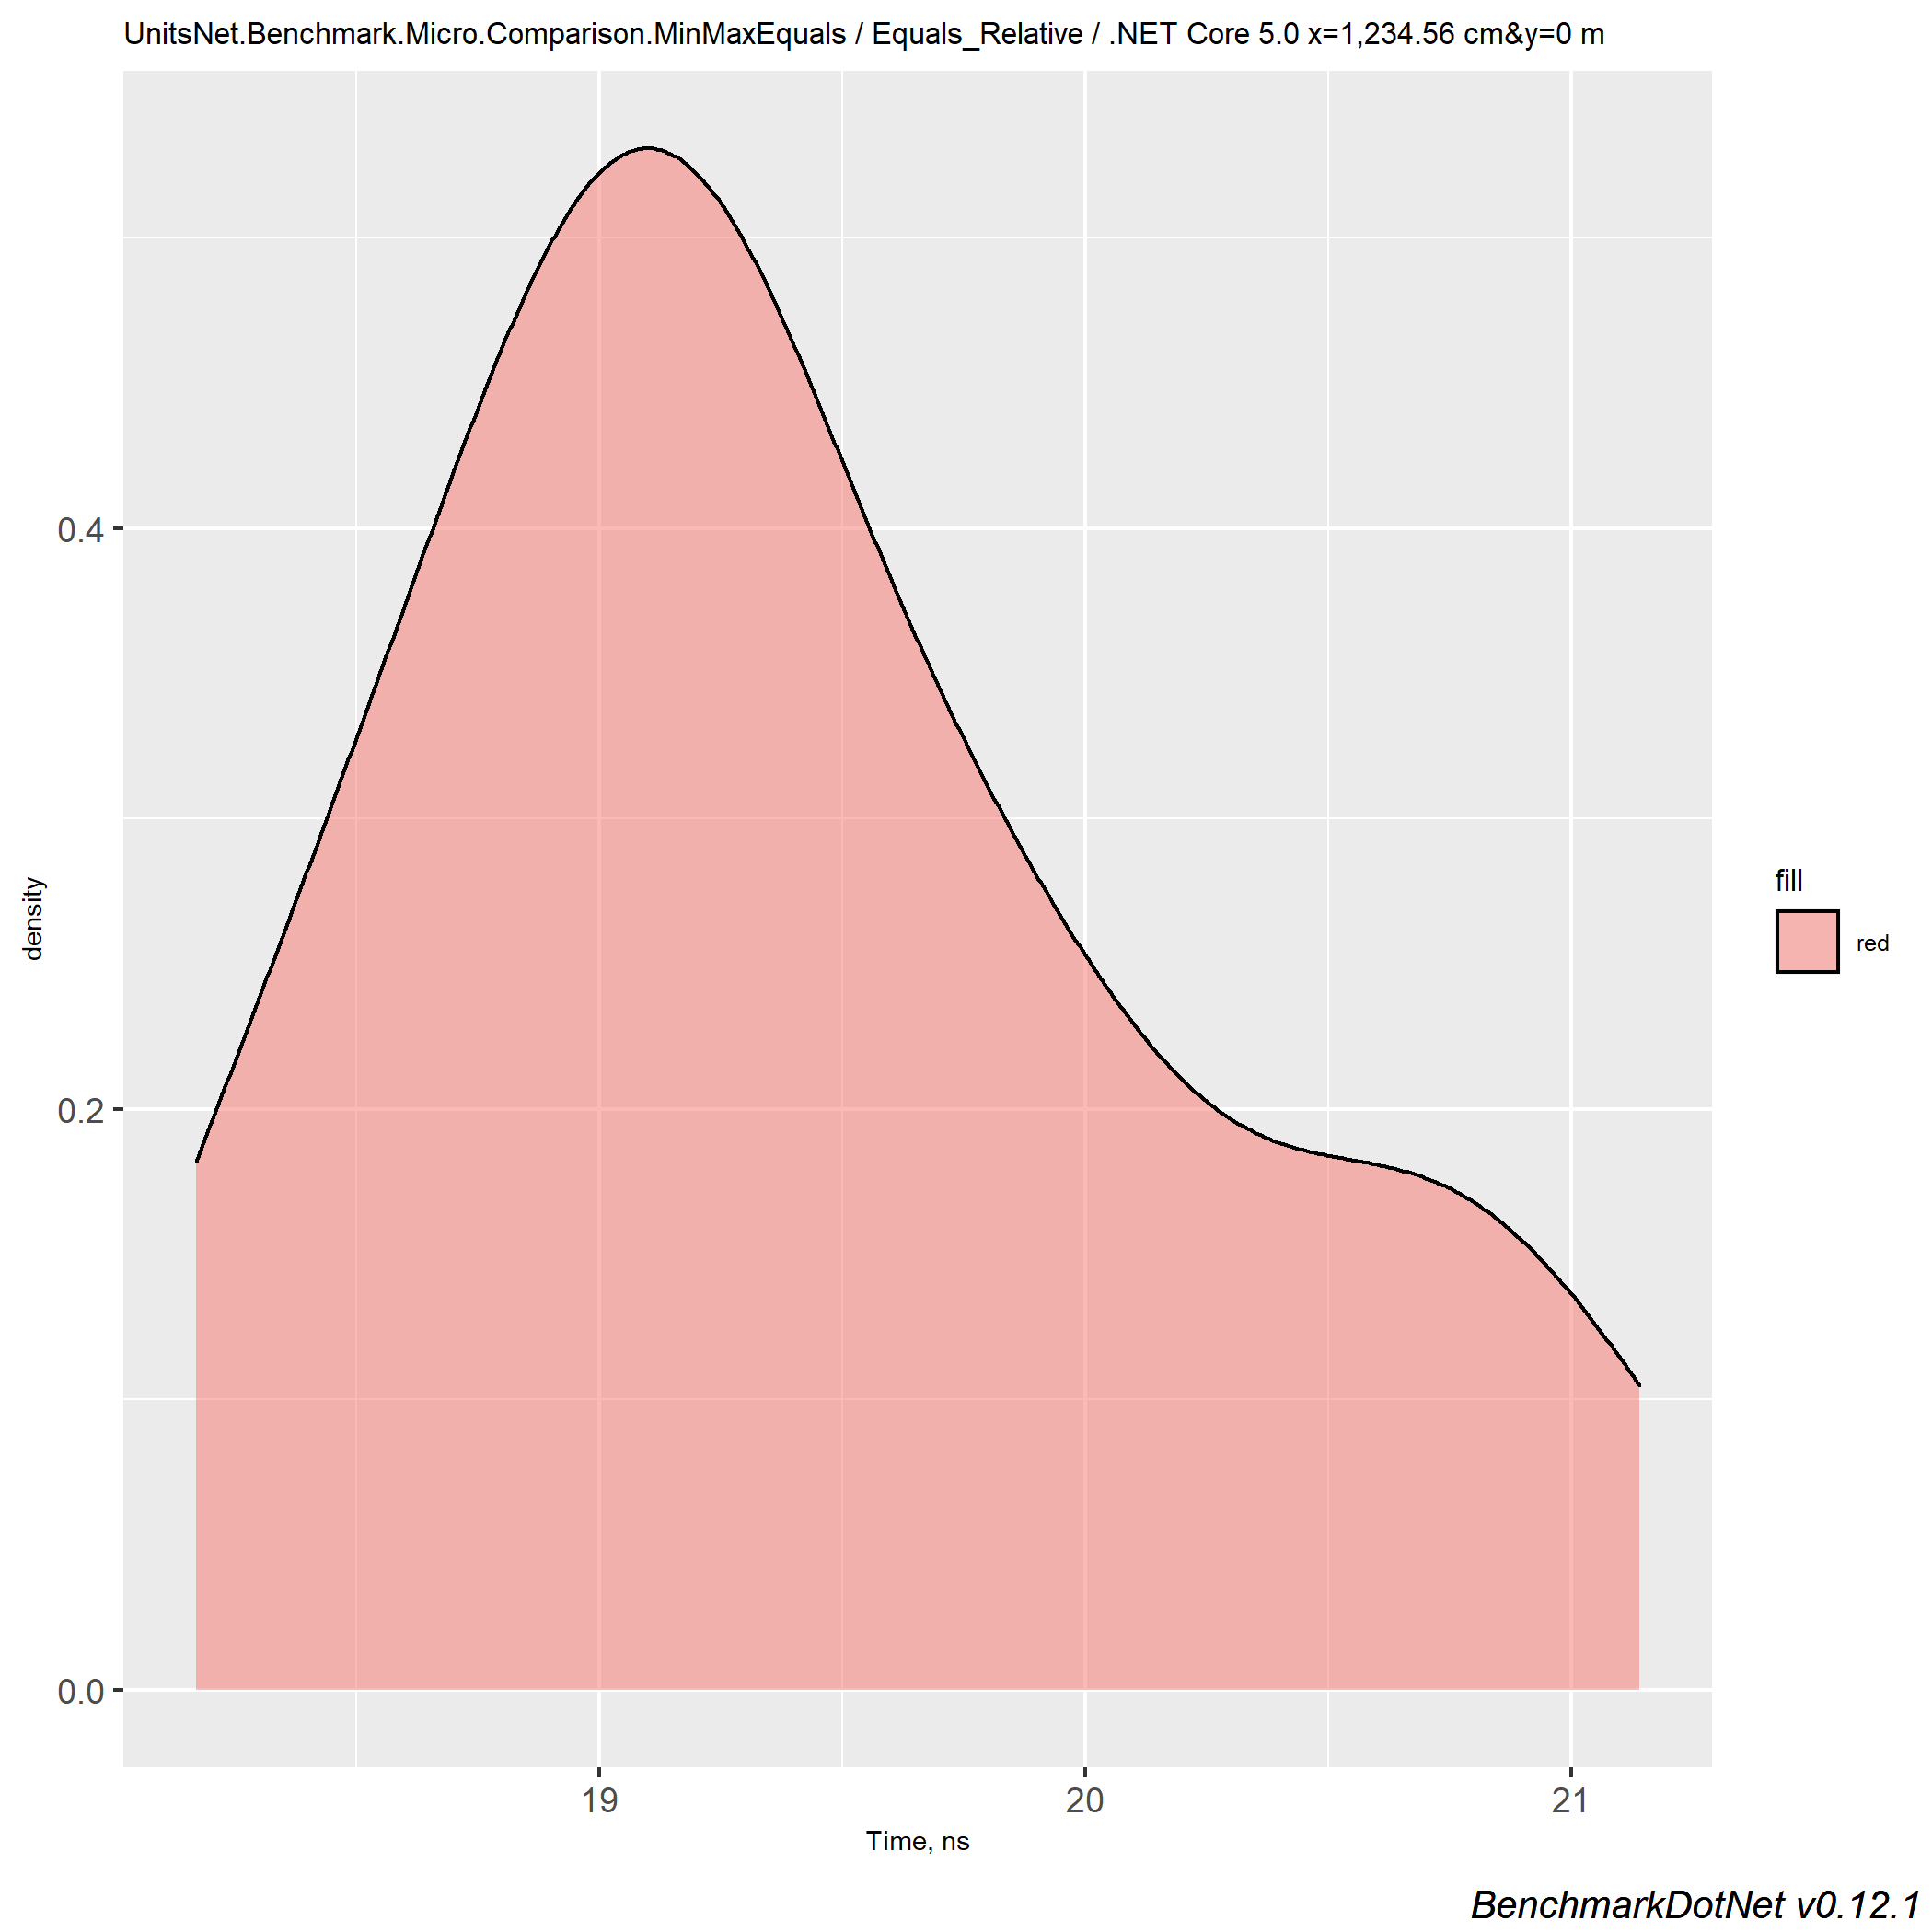 UnitsNet.Benchmark.Micro.Comparison.MinMaxEquals / Equals_Relative / .NET Core 5.0 x=1,234.56 cm&y=0 m
0.4
0.2
0.0
density
19 20 21
Time, ns
fill
red
BenchmarkDotNet v0.12.1